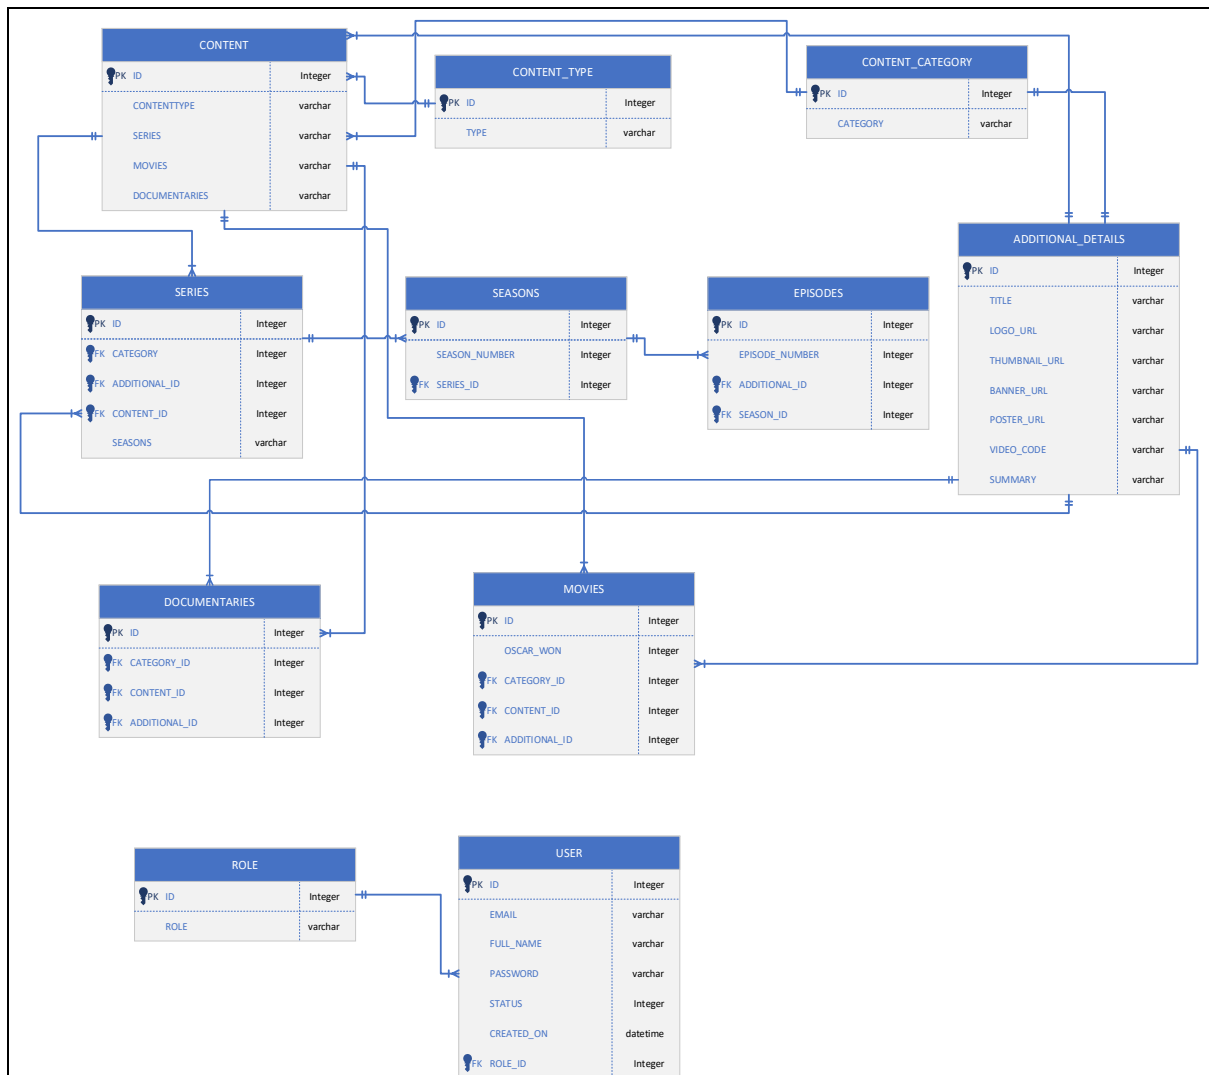 CONTENT
PK ID Integer
CONTENTTYPE varchar
SERIES varchar
MOVIES varchar
DOCUMENTARIES varchar
CONTENT_TYPE
PK ID Integer
TYPE varchar
CONTENT_CATEGORY
PK ID Integer
CATEGORY varchar
ADDITIONAL_DETAILS
PK ID Integer
TITLE varchar
LOGO_URL varchar
THUMBNAIL_URL varchar
BANNER_URL varchar
POSTER_URL varchar
VIDEO_CODE varchar
SUMMARY varchar
SERIES
PK ID Integer
FK CATEGORY Integer
FK ADDITIONAL_ID Integer
FK CONTENT_ID Integer
SEASONS varchar
SEASONS
PK ID Integer
SEASON_NUMBER Integer
FK SERIES_ID Integer
EPISODES
PK ID Integer
EPISODE_NUMBER Integer
FK ADDITIONAL_ID Integer
FK SEASON_ID Integer
DOCUMENTARIES
PK ID Integer
FK CATEGORY_ID Integer
FK CONTENT_ID Integer
FK ADDITIONAL_ID Integer
MOVIES
PK ID Integer
OSCAR_WON Integer
FK CATEGORY_ID Integer
FK CONTENT_ID Integer
FK ADDITIONAL_ID Integer
ROLE
PK ID Integer
ROLE varchar
USER
PK ID Integer
EMAIL varchar
FULL_NAME varchar
PASSWORD varchar
STATUS Integer
CREATED_ON datetime
FK ROLE_ID Integer